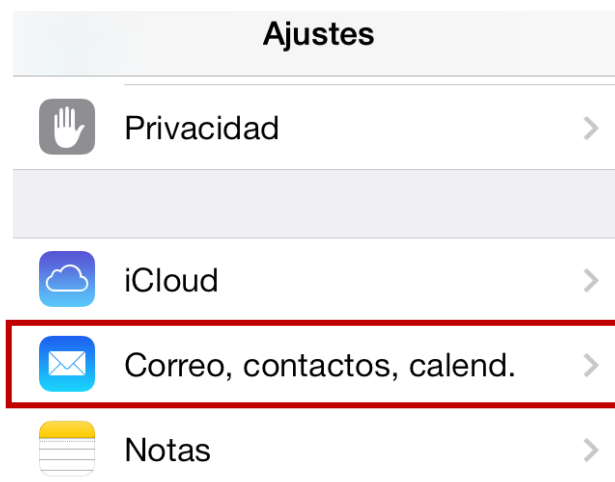 Ajustes
Privacidad
iCloud
Correo, contactos, calend.
Notas